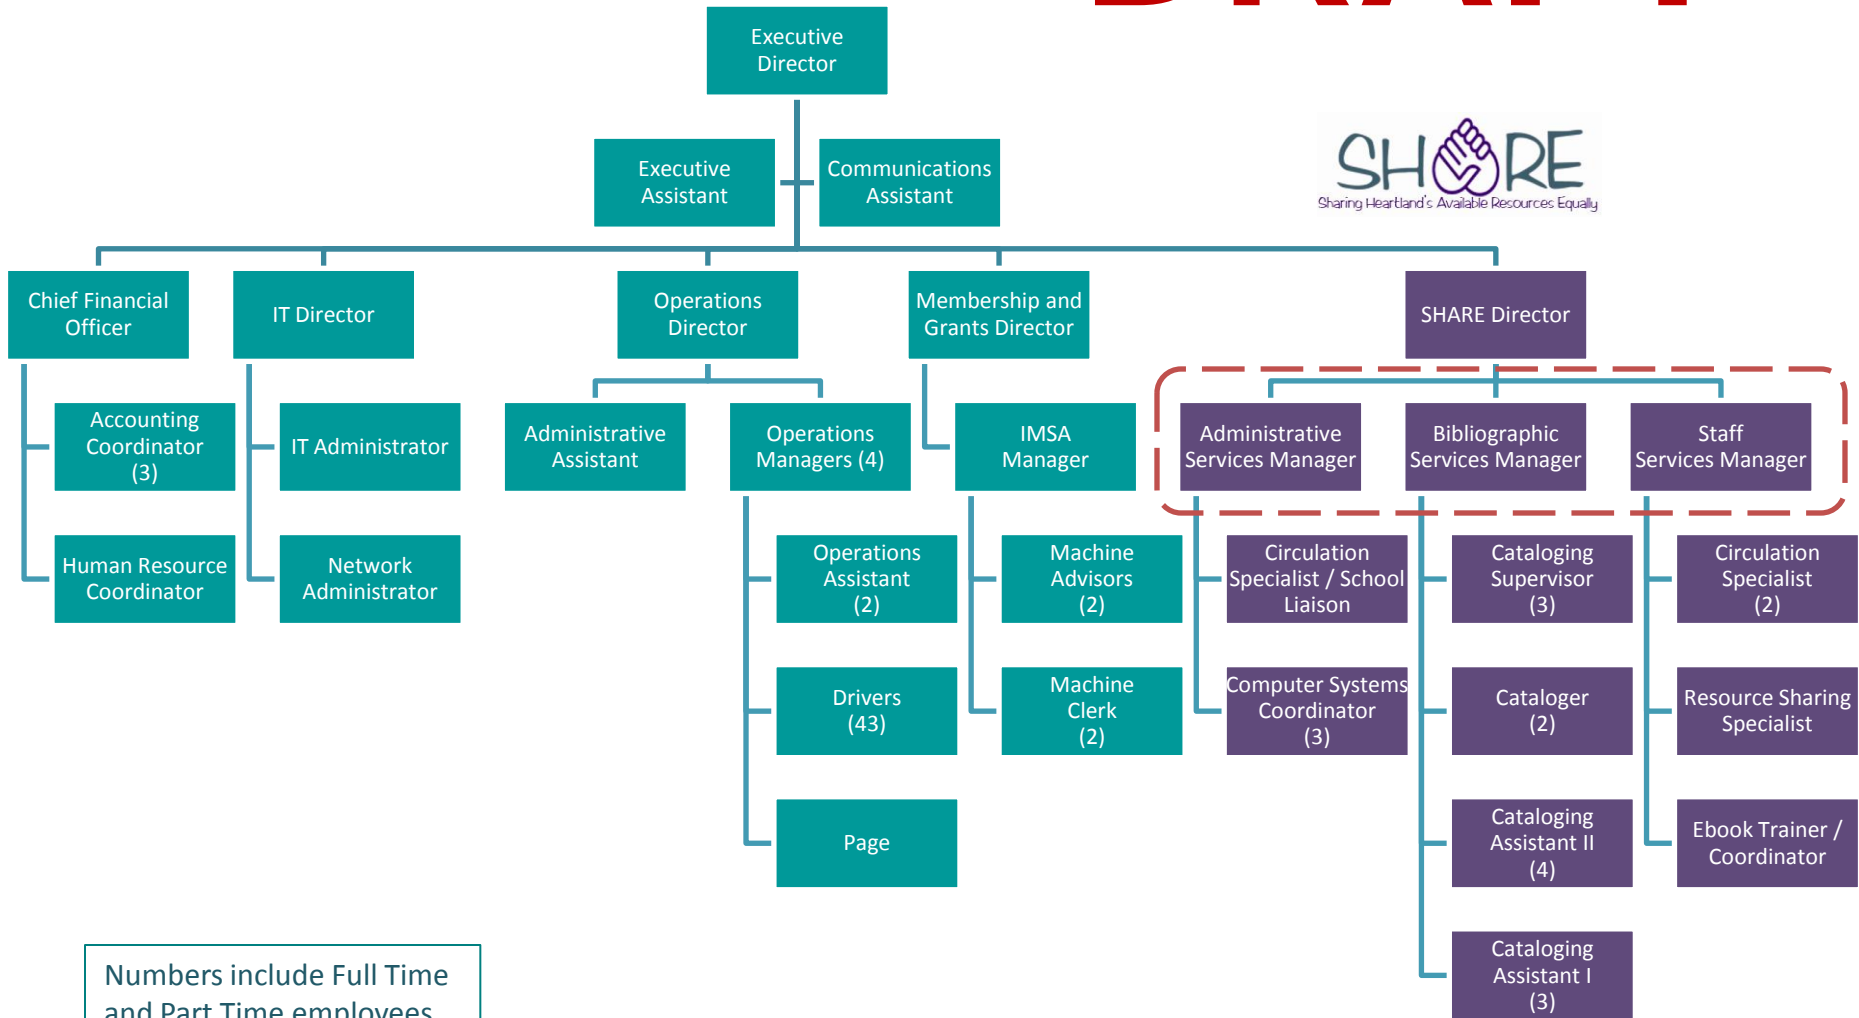 Executive
Director
Executive
Assistant
Communications
Assistant
SHARE
Sharing Heartland's Available Resources Equally
Chief Financial
Officer
IT Director
Operations
Director
Membership and
Grants Director
SHARE Director
Accounting
Coordinator
(3)
IT Administrator
Administrative
Assistant
Operations
Managers (4)
IMSA
Manager
Administrative
Services Manager
Bibliographic
Services Manager
Staff
Services Manager
Human Resource
Coordinator
Network
Administrator
Operations
Assistant
(2)
Machine
Advisors
(2)
Circulation
Specialist / School
Liaison
Cataloging
Supervisor
(3)
Circulation
Specialist
(2)
Drivers
(43)
Machine
Clerk
(2)
Computer Systems
Coordinator
(3)
Cataloger
(2)
Resource Sharing
Specialist
Page
Cataloging
Assistant II
(4)
Ebook Trainer /
Coordinator
Cataloging
Assistant I
(3)
Numbers include Full Time
and Part Time employees